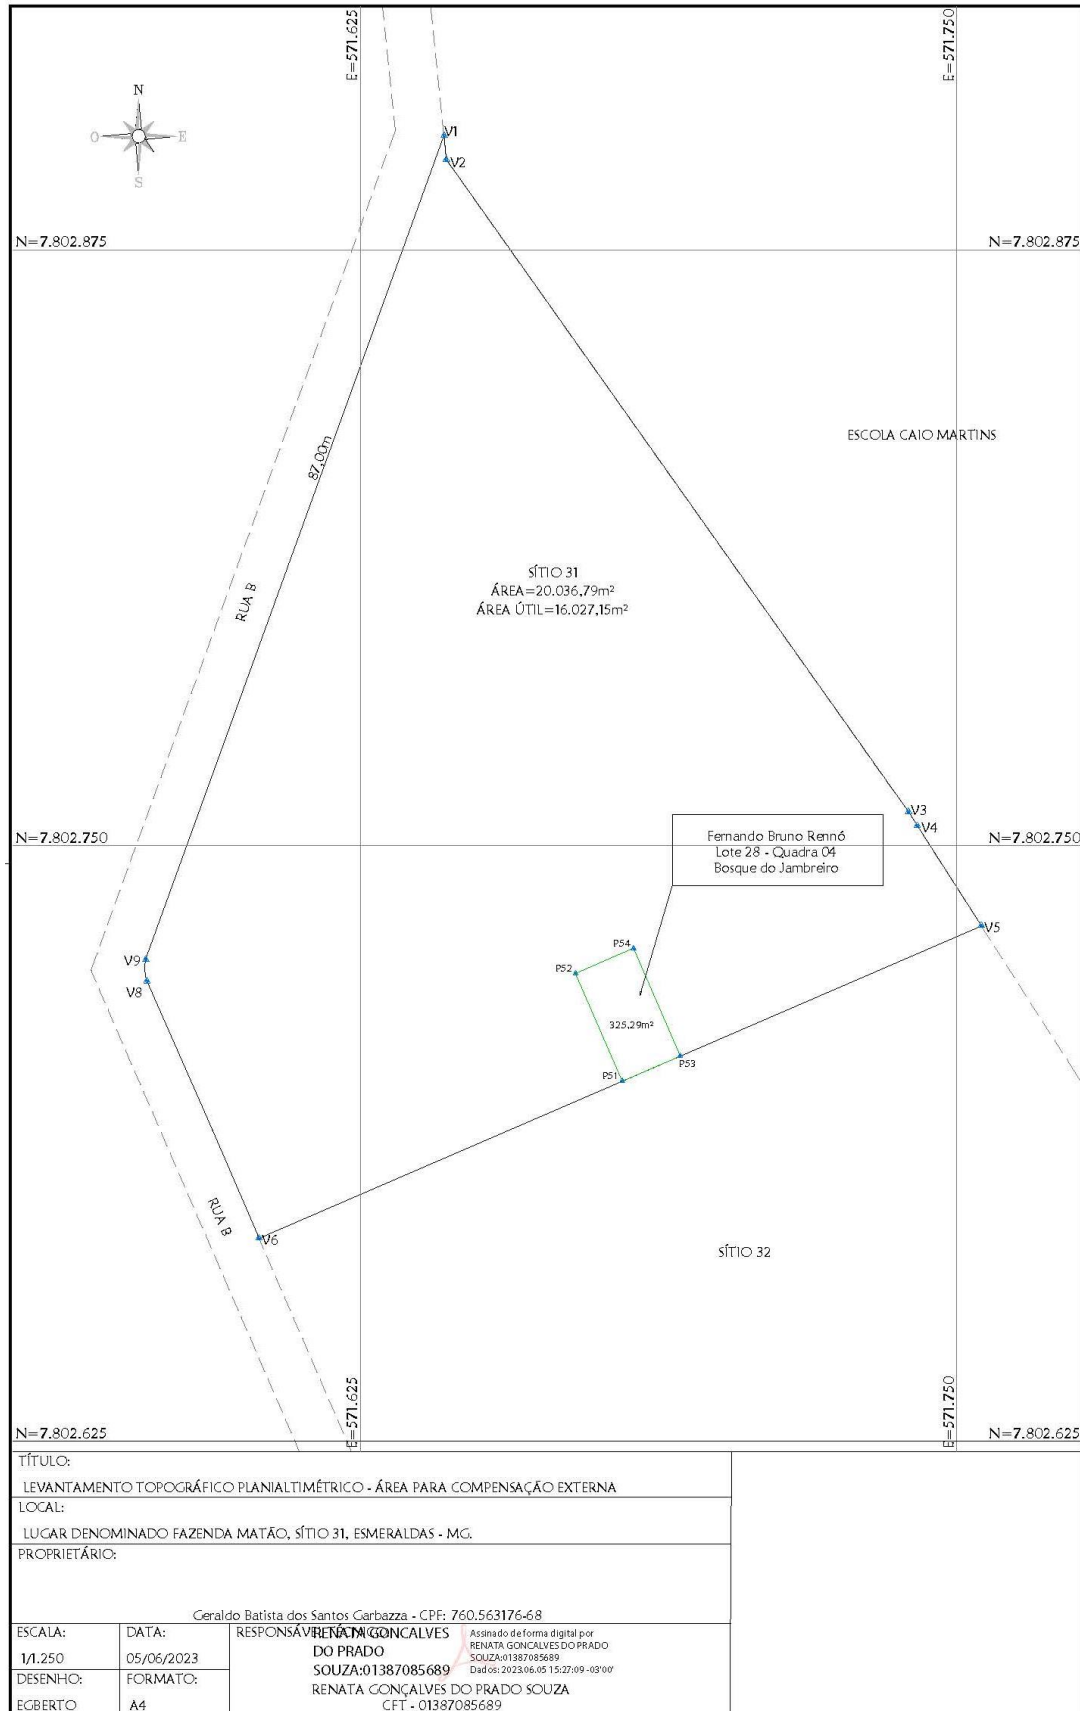 E=571.625
E=571.750
N
O
E
S
V1
V2
N=7.802.875
N=7.802.875
ESCOLA CAIO MARTINS
87,00m
SÍTIO 31
ÁREA=20.036,79m²
ÁREA ÚTIL=16.027,15m²
RUA B
V3
V4
N=7.802.750
N=7.802.750
Fernando Bruno Rennó
Lote 28 - Quadra 04
Bosque do Jambreiro
V5
P54
V9
P52
V8
325,29m²
P53
P51
RUA B
V6
SÍTIO 32
E=571.625
E=571.750
N=7.802.625
N=7.802.625
TÍTULO:
LEVANTAMENTO TOPOGRÁFICO PLANIALTIMÉTRICO - ÁREA PARA COMPENSAÇÃO EXTERNA
LOCAL:
LUGAR DENOMINADO FAZENDA MATÃO, SÍTIO 31, ESMERALDAS - MG.
PROPRIETÁRIO:
Geraldo Batista dos Santos Garbazza - CPF: 760.563176-68
ESCALA:
1/1.250
DATA:
05/06/2023
RESPONSÁVEL TÉCNICO:
RENATA GONCALVES
DO PRADO
SOUZA:01387085689
Assinado de forma digital por
RENATA GONCALVES DO PRADO
SOUZA:01387085689
Dados: 2023.06.05 15:27:09 -03'00'
DESENHO:
EGBERTO
FORMATO:
A4
RENATA GONÇALVES DO PRADO SOUZA
CFT - 01387085689